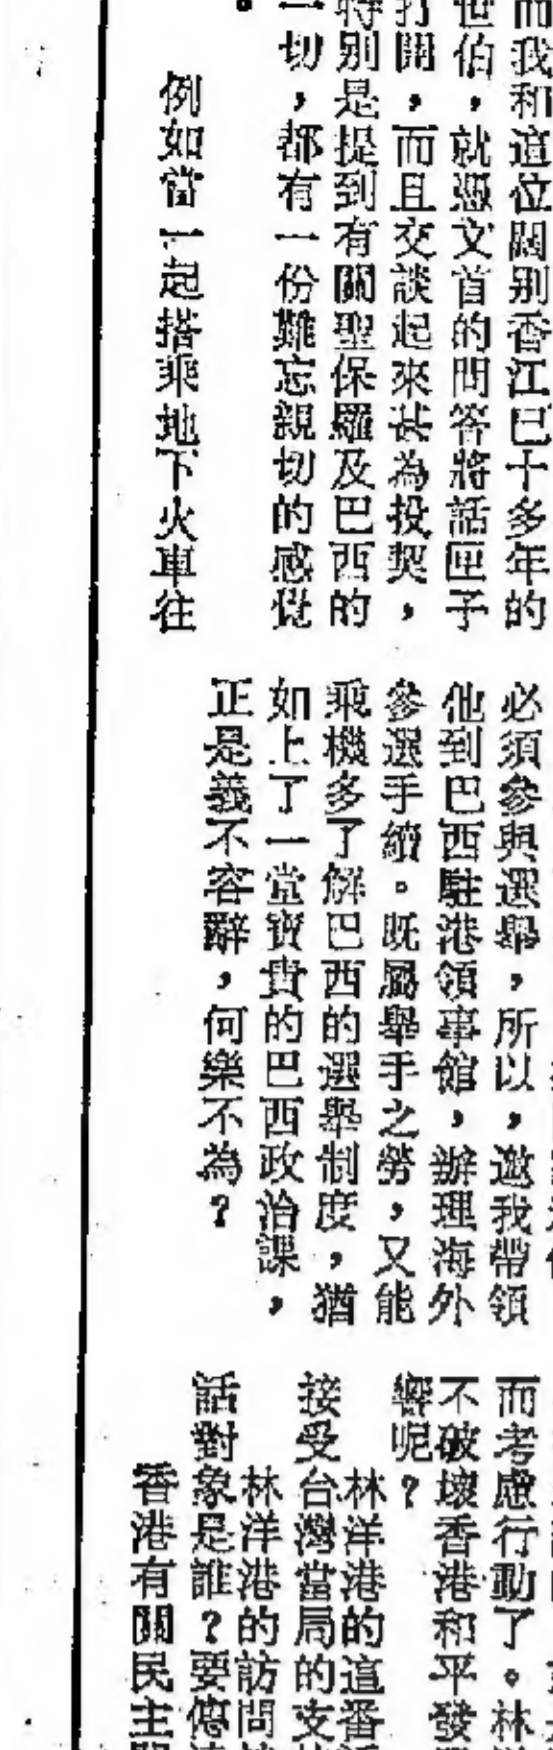 而我和這位闊別香江已十多年的
世伯，就憑文首的問答將話匣子
打開，而且交談起來甚為投契，
特別是提到有關聖保羅及巴西的
一切，都有一份難忘親切的感覺
。
例如當一起搭乘地下火車往
必須參與選舉，所以，邀我帶領
他到巴西駐港領事館，辦理海外
參選手續。既屬舉手之勞，又能
乘機多了解巴西的選舉制度，猶
如上了一堂寶貴的巴西政治課，
正是義不容辭，何樂不為？
而考慮行動了。林
不破壞香港和平發
響呢？
林洋港的這番
接受台灣當局的支
林洋港的訪問
話對象是誰？要傳
香港有關民主